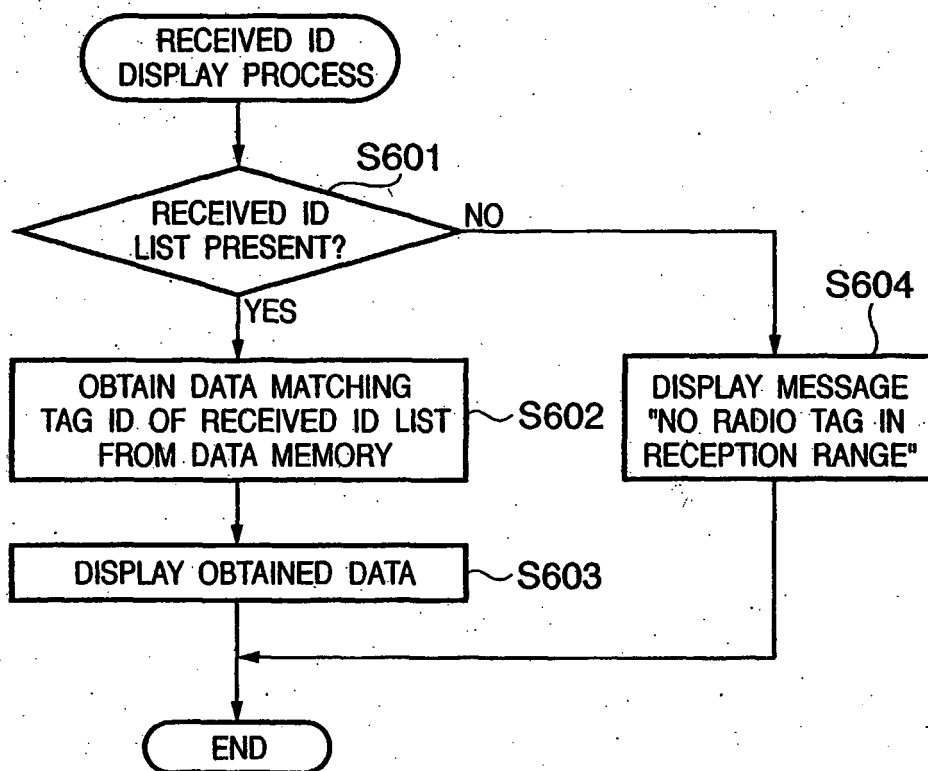 RECEIVED ID
DISPLAY PROCESS
S601
RECEIVED ID
LIST PRESENT?
NO
YES
S604
OBTAIN DATA MATCHING
TAG ID OF RECEIVED ID LIST
FROM DATA MEMORY
S602
DISPLAY MESSAGE
"NO RADIO TAG IN
RECEPTION RANGE"
DISPLAY OBTAINED DATA
S603
END